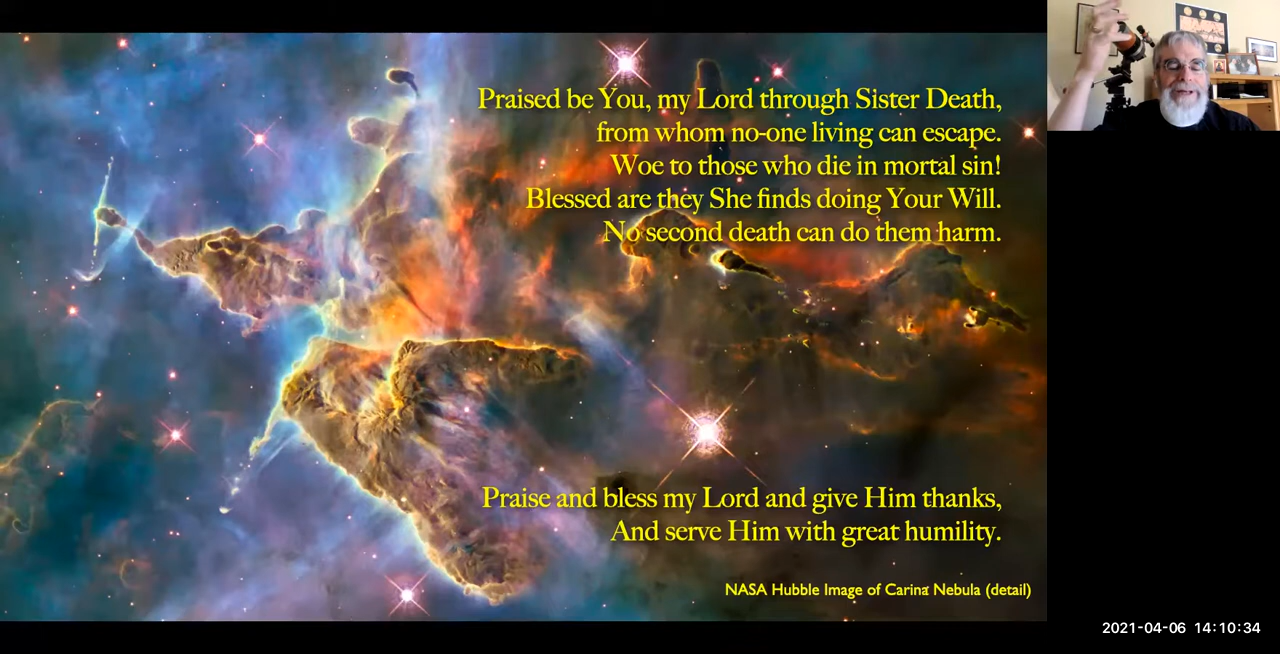 Praised be You, my Lord through Sister Death,
from whom no-one living can escape.
Woe to those who die in mortal sin!
Blessed are they She finds doing Your Will.
No second death can do them harm.
Praise and bless my Lord and give Him thanks,
And serve Him with great humility.
NASA Hubble Image of Carina Nebula (detail)
2021-04-06 14:10:34